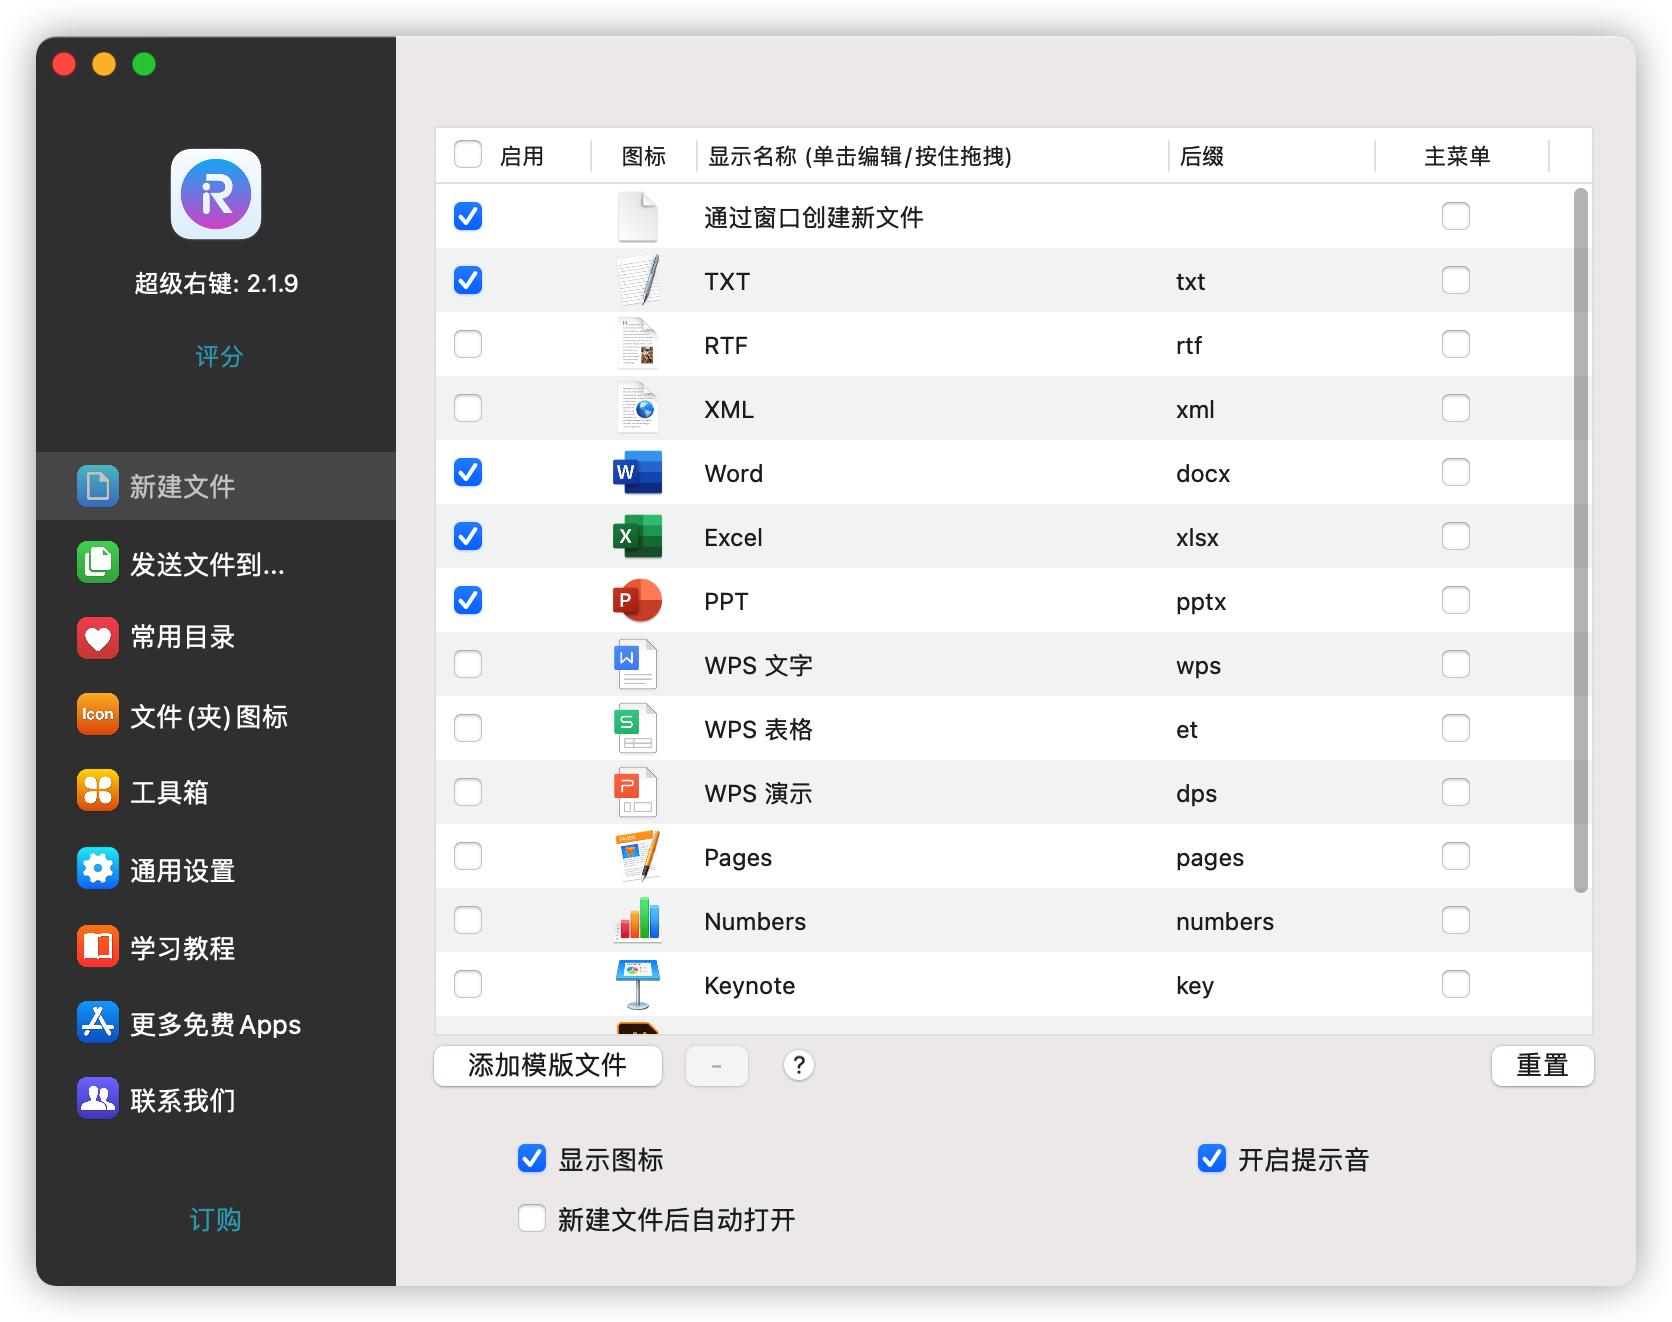 iR
超级右键: 2.1.9
评分
新建文件
发送文件到...
常用目录
Icon 文件(夹)图标
工具箱
通用设置
学习教程
更多免费Apps
联系我们
订购
启用 图标 显示名称 (单击编辑/按住拖拽) 后缀 主菜单
通过窗口创建新文件
TXT txt
RTF rtf
XML xml
W Word docx
X Excel xlsx
P PPT pptx
W WPS 文字 wps
S WPS 表格 et
P WPS 演示 dps
Pages pages
Numbers numbers
Keynote key
添加模版文件 - ? 重置
显示图标 开启提示音
新建文件后自动打开